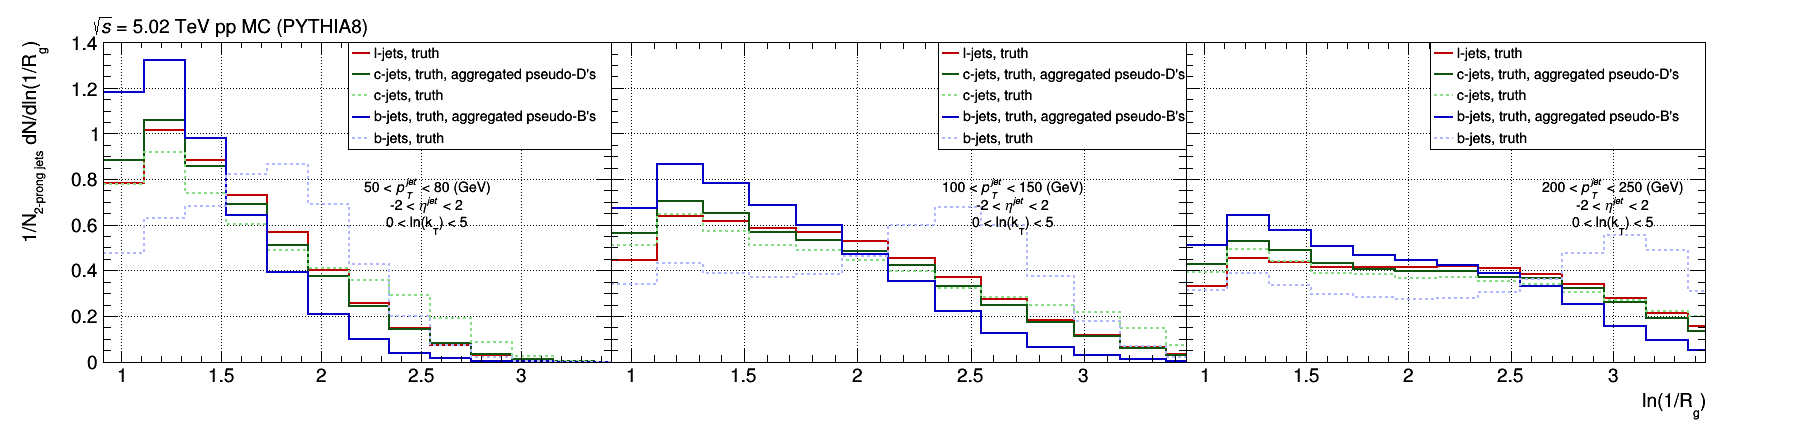 √s = 5.02 TeV pp MC (PYTHIA8)
1/N2-prong jets dN/dln(1/Rg)
1.4
1.2
1
0.8
0.6
0.4
0.2
0
l-jets, truth
c-jets, truth, aggregated pseudo-D's
c-jets, truth
b-jets, truth, aggregated pseudo-B's
b-jets, truth
50 < pTjet < 80 (GeV)
-2 < ηjet < 2
0 < ln(kT) < 5
1 1.5 2 2.5 3
l-jets, truth
c-jets, truth, aggregated pseudo-D's
c-jets, truth
b-jets, truth, aggregated pseudo-B's
b-jets, truth
100 < pTjet < 150 (GeV)
-2 < ηjet < 2
0 < ln(kT) < 5
1 1.5 2 2.5 3
l-jets, truth
c-jets, truth, aggregated pseudo-D's
c-jets, truth
b-jets, truth, aggregated pseudo-B's
b-jets, truth
200 < pTjet < 250 (GeV)
-2 < ηjet < 2
0 < ln(kT) < 5
1 1.5 2 2.5 3
ln(1/Rg)